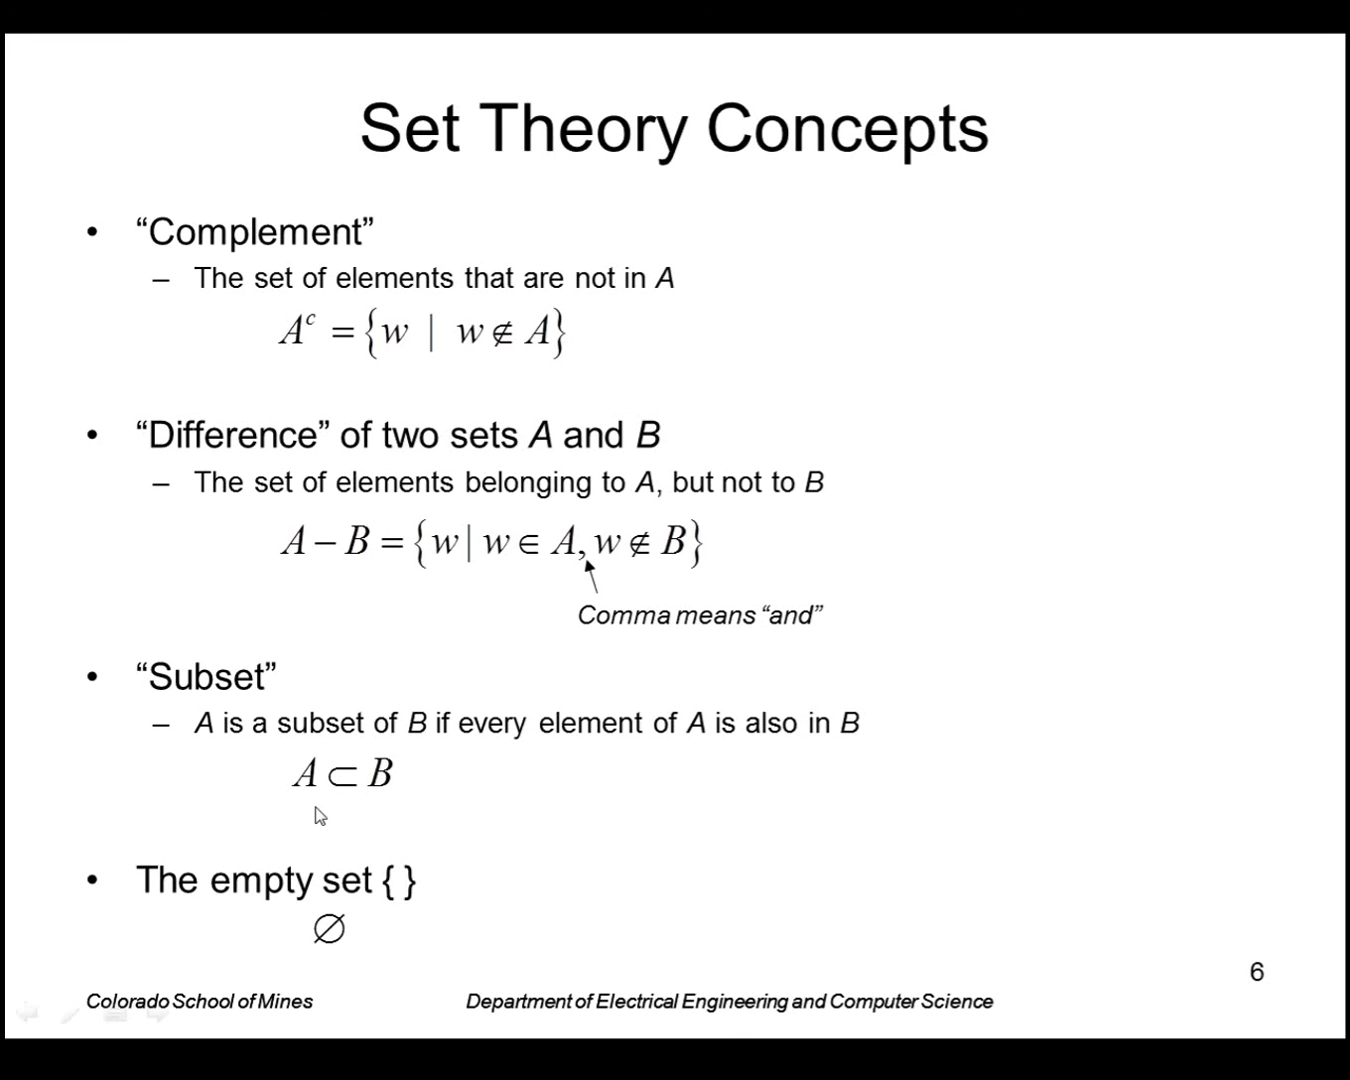 Set Theory Concepts
• “Complement”
– The set of elements that are not in A
Aᶜ = {w | w ∉ A}
• “Difference” of two sets A and B
– The set of elements belonging to A, but not to B
A − B = {w | w ∈ A, w ∉ B}
Comma means “and”
• “Subset”
– A is a subset of B if every element of A is also in B
A ⊂ B
• The empty set { }
∅
6
Colorado School of Mines Department of Electrical Engineering and Computer Science